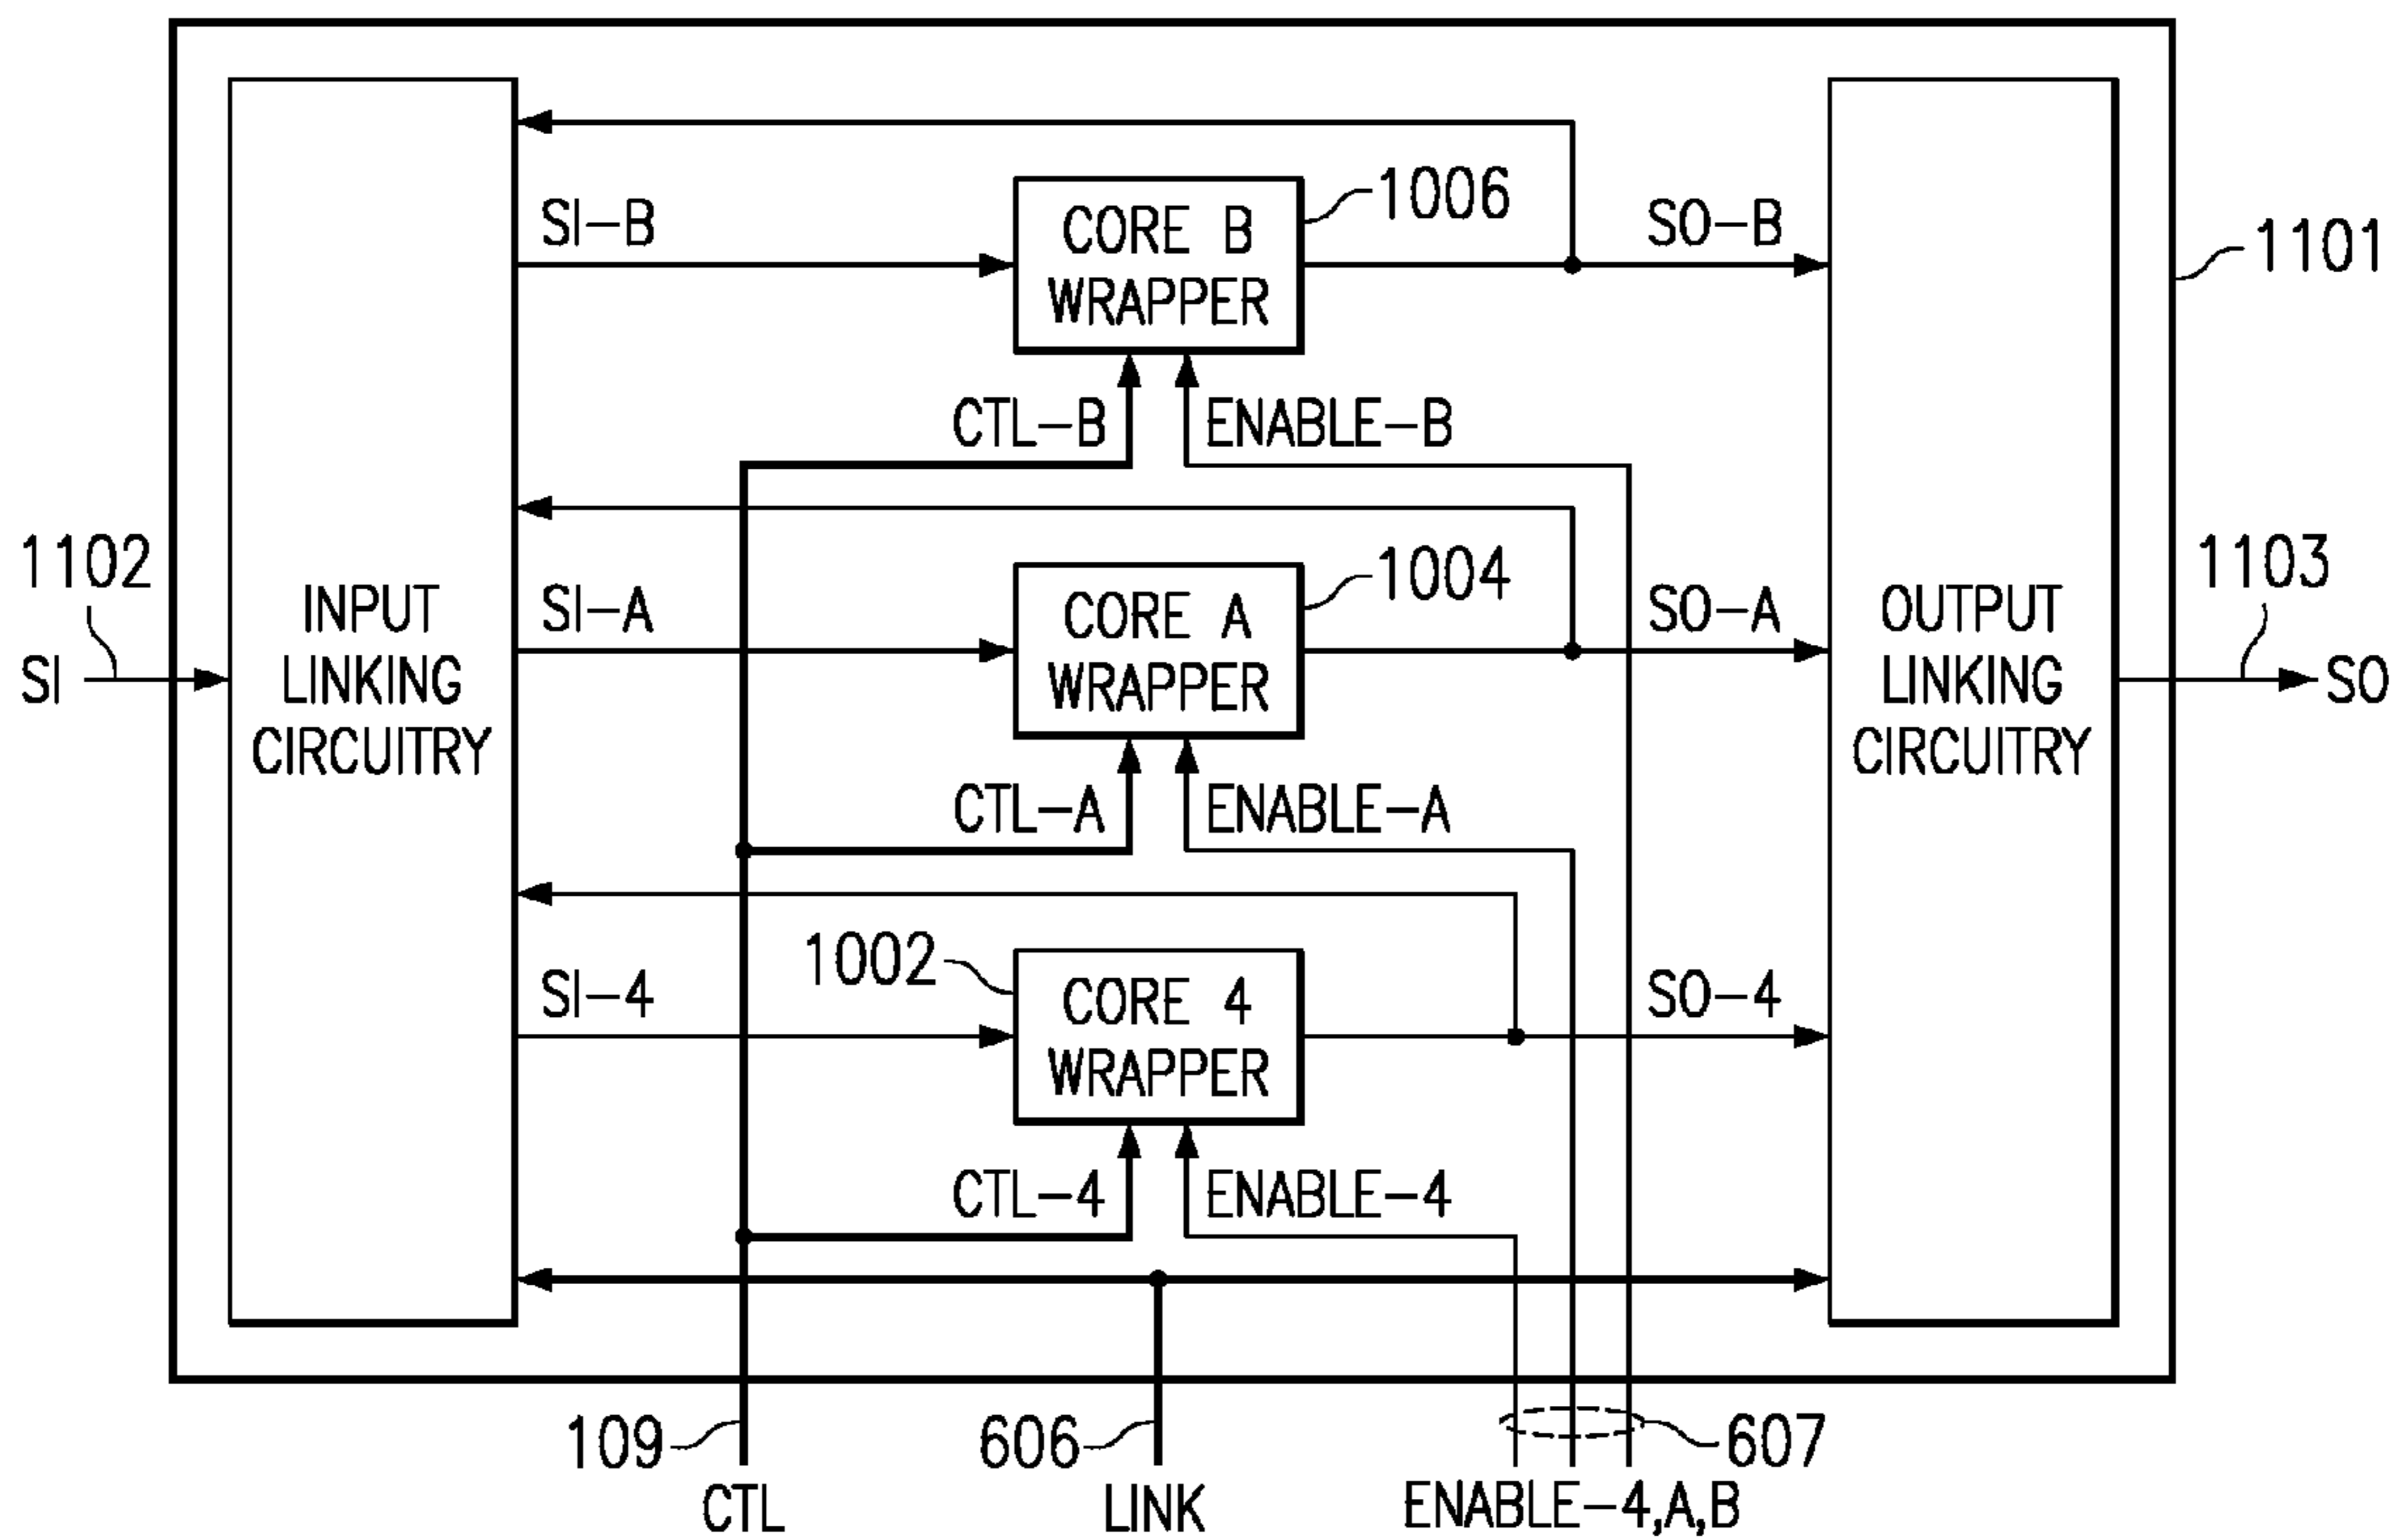 SI-B
CORE B
WRAPPER
1006
SO-B
1101
CTL-B
ENABLE-B
1102
SI
INPUT
LINKING
CIRCUITRY
SI-A
CORE A
WRAPPER
1004
SO-A
OUTPUT
LINKING
CIRCUITRY
1103
SO
CTL-A
ENABLE-A
1002
SI-4
CORE 4
WRAPPER
SO-4
CTL-4
ENABLE-4
109
CTL
606
LINK
607
ENABLE-4,A,B